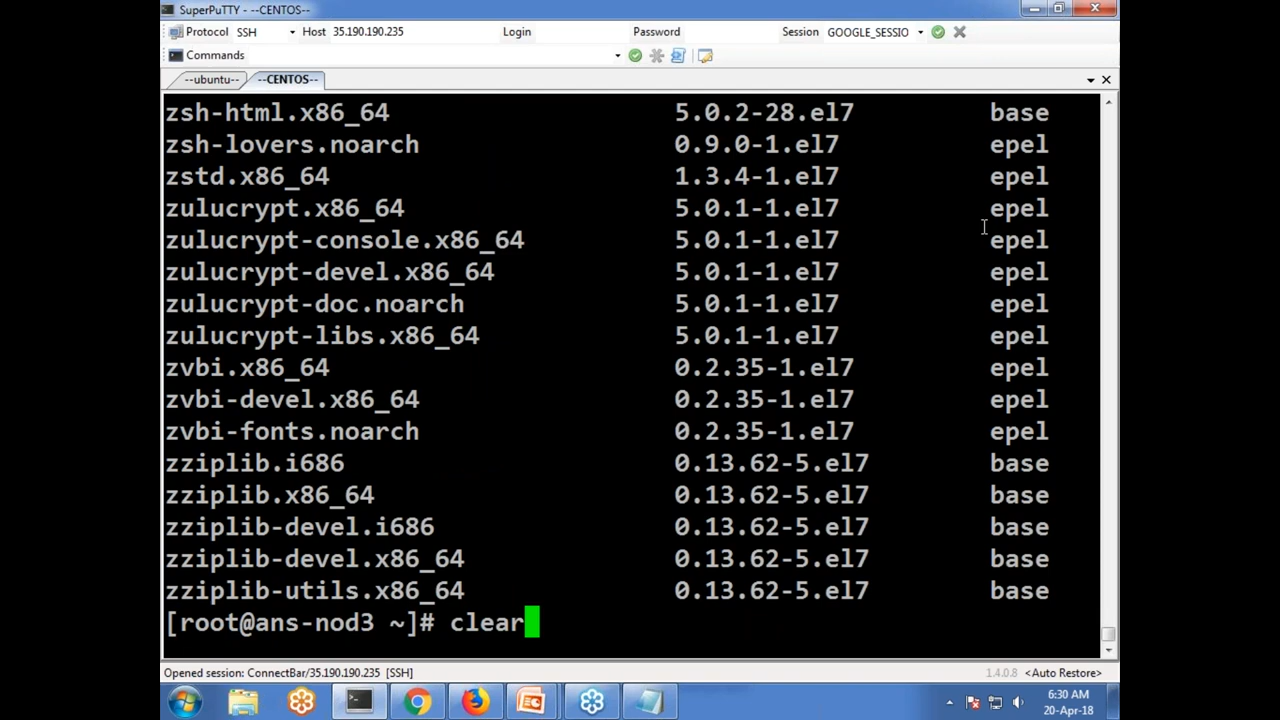 SuperPuTTY - --CENTOS--
Protocol SSH Host 35.190.190.235 Login Password Session GOOGLE_SESSIO
Commands
--ubuntu-- --CENTOS--
zsh-html.x86_64 5.0.2-28.el7 base
zsh-lovers.noarch 0.9.0-1.el7 epel
zstd.x86_64 1.3.4-1.el7 epel
zulucrypt.x86_64 5.0.1-1.el7 epel
zulucrypt-console.x86_64 5.0.1-1.el7 epel
zulucrypt-devel.x86_64 5.0.1-1.el7 epel
zulucrypt-doc.noarch 5.0.1-1.el7 epel
zulucrypt-libs.x86_64 5.0.1-1.el7 epel
zvbi.x86_64 0.2.35-1.el7 epel
zvbi-devel.x86_64 0.2.35-1.el7 epel
zvbi-fonts.noarch 0.2.35-1.el7 epel
zziplib.i686 0.13.62-5.el7 base
zziplib.x86_64 0.13.62-5.el7 base
zziplib-devel.i686 0.13.62-5.el7 base
zziplib-devel.x86_64 0.13.62-5.el7 base
zziplib-utils.x86_64 0.13.62-5.el7 base
[root@ans-nod3 ~]# clear
Opened session: ConnectBar/35.190.190.235 [SSH] 1.4.0.8 <Auto Restore>
6:30 AM
20-Apr-18